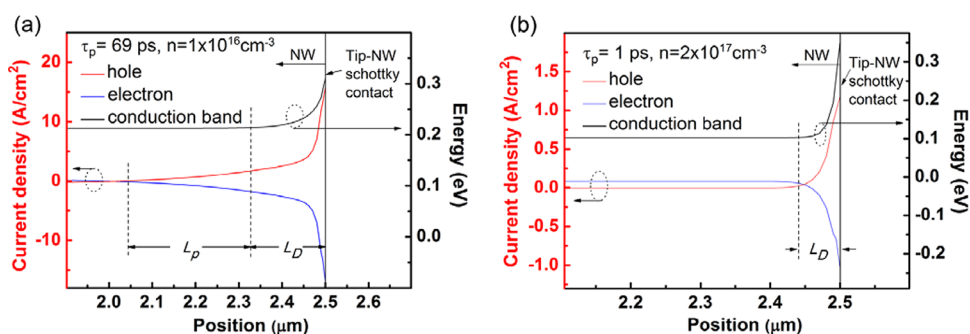 (a)
τp= 69 ps, n=1x10^16cm-3
hole
electron
conduction band
NW
Tip-NW
schottky
contact
Lp
LD
20
10
0
-10
Current density (A/cm²)
0.3
0.2
0.1
0.0
Energy (eV)
2.0 2.1 2.2 2.3 2.4 2.5 2.6
Position (μm)
(b)
τp= 1 ps, n=2x10^17cm-3
hole
electron
conduction band
NW
Tip-NW
schottky
contact
LD
1.5
1.0
0.5
0.0
-0.5
-1.0
Current density (A/cm²)
0.3
0.2
0.1
0.0
-0.1
-0.2
Energy (eV)
2.2 2.3 2.4 2.5 2.6
Position (μm)